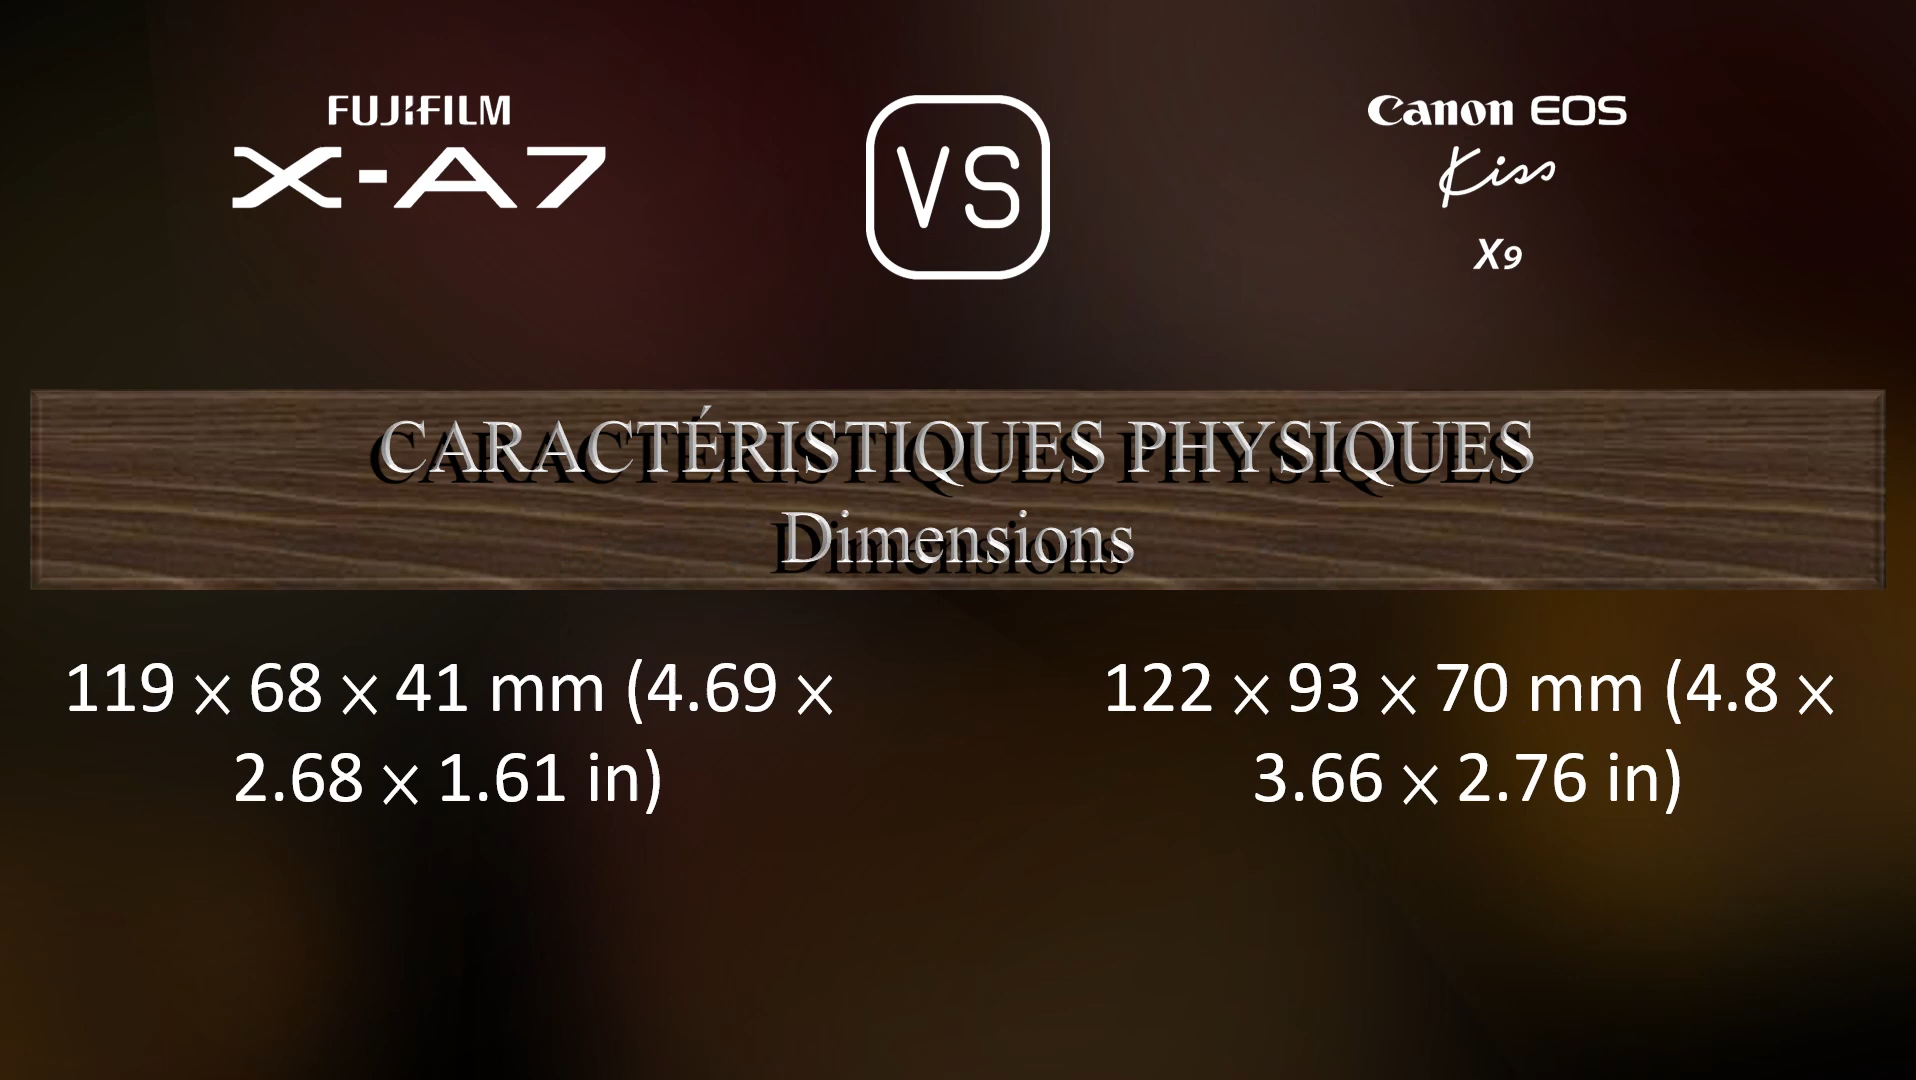 FUJIFILM
X-A7
VS
Canon EOS
Kiss
X9
CARACTÉRISTIQUES PHYSIQUES
Dimensions
119 x 68 x 41 mm (4.69 x
2.68 x 1.61 in)
122 x 93 x 70 mm (4.8 x
3.66 x 2.76 in)